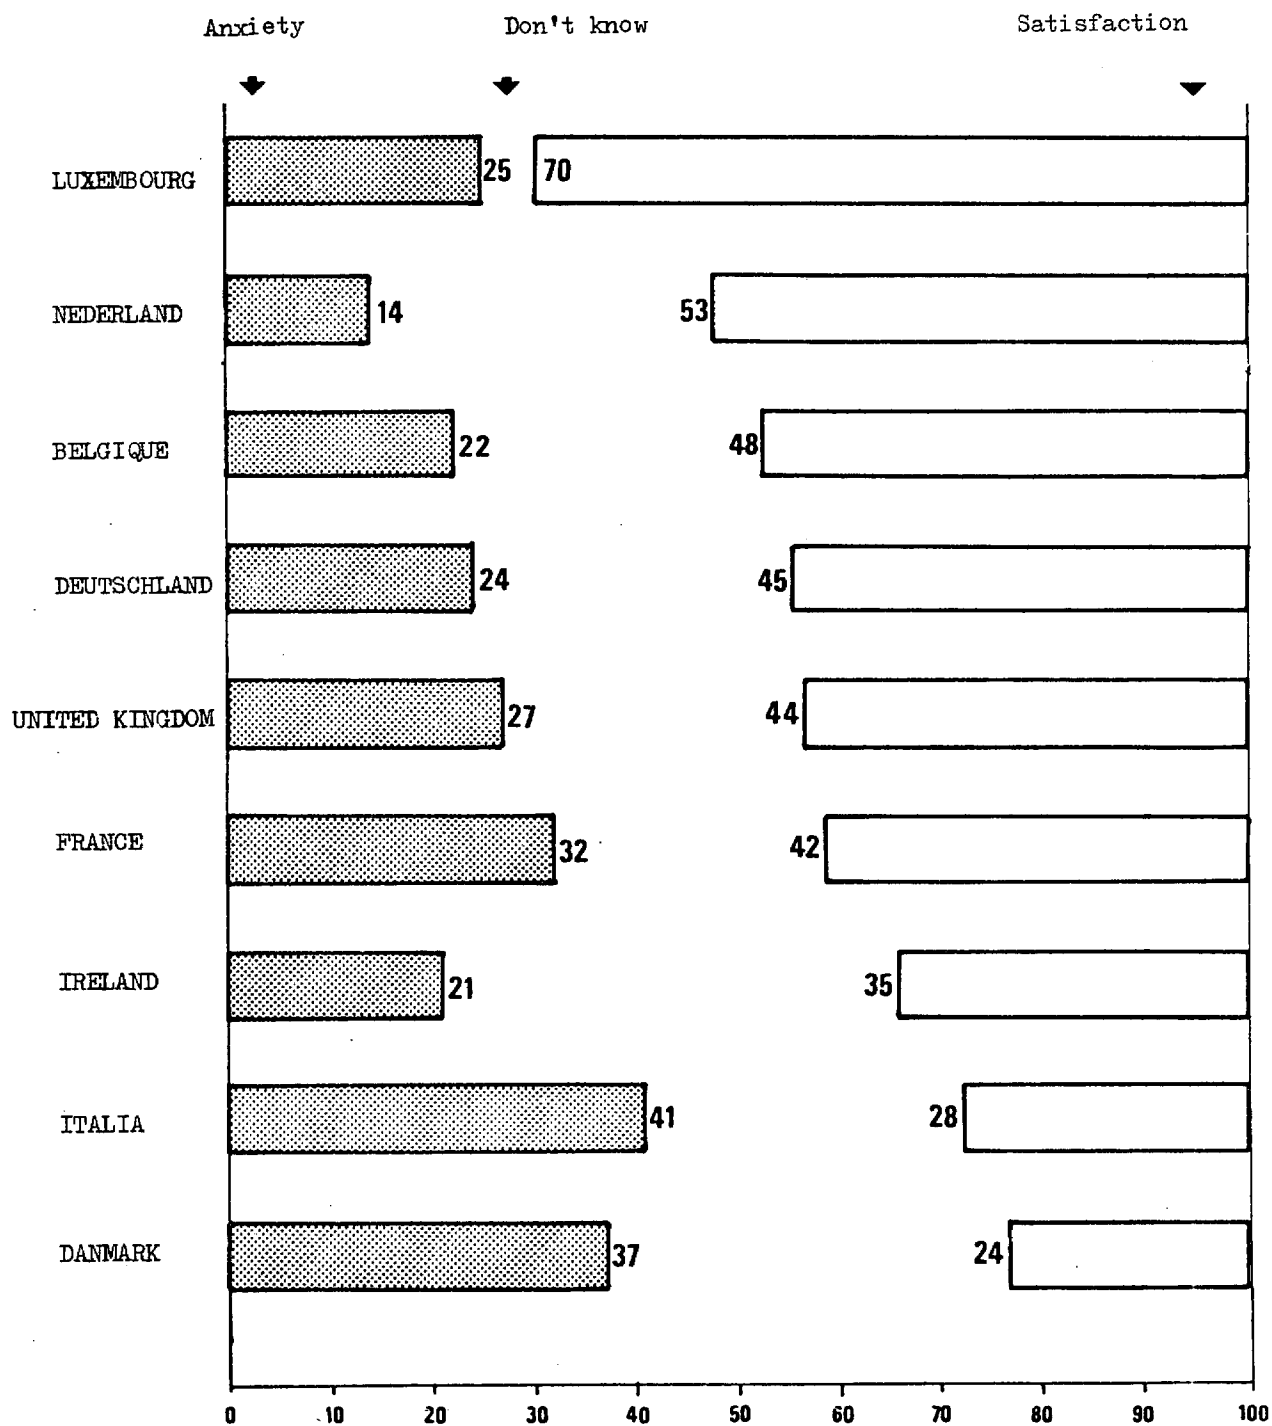 Anxiety Don't know Satisfaction
LUXEMBOURG 25 70
NEDERLAND 14 53
BELGIQUE 22 48
DEUTSCHLAND 24 45
UNITED KINGDOM 27 44
FRANCE 32 42
IRELAND 21 35
ITALIA 41 28
DANMARK 37 24
0 10 20 30 40 50 60 70 80 90 100